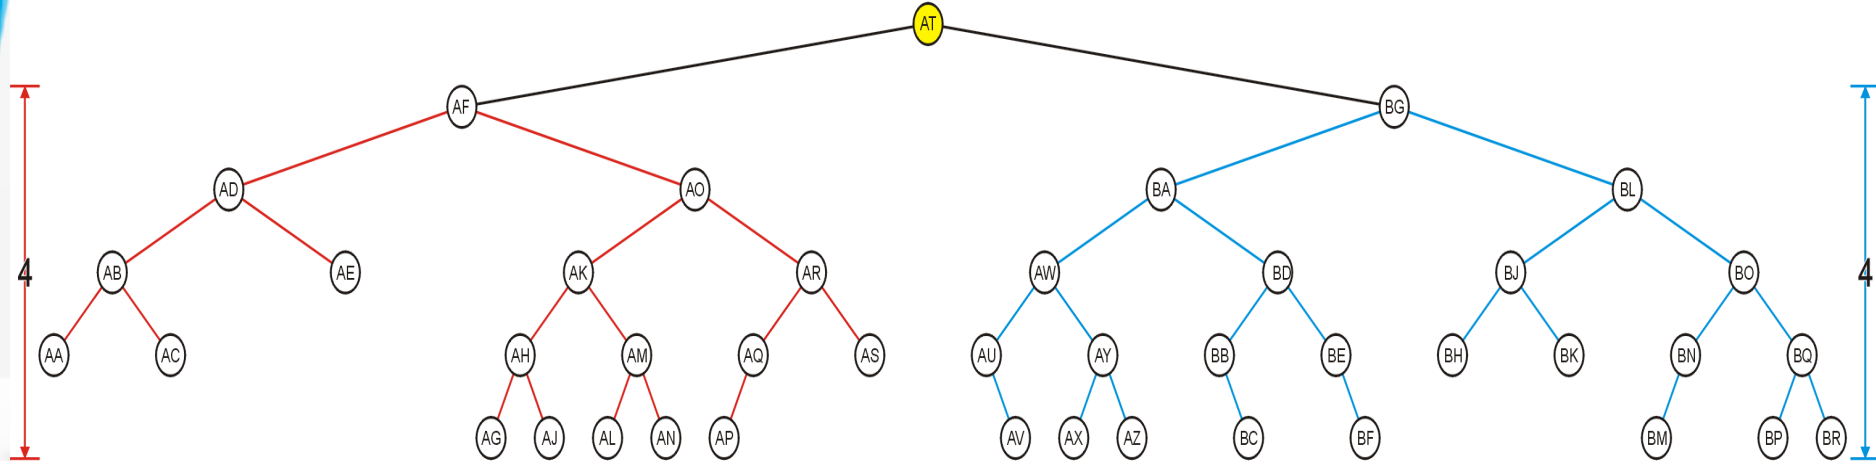 AT
AF BG
AD AO BA BL
4 AB AE AK AR AW BD BJ BO 4
AA AC AH AM AQ AS AU AY BB BE BH BK BN BQ
AG AJ AL AN AP AV AX AZ BC BF BM BP BR